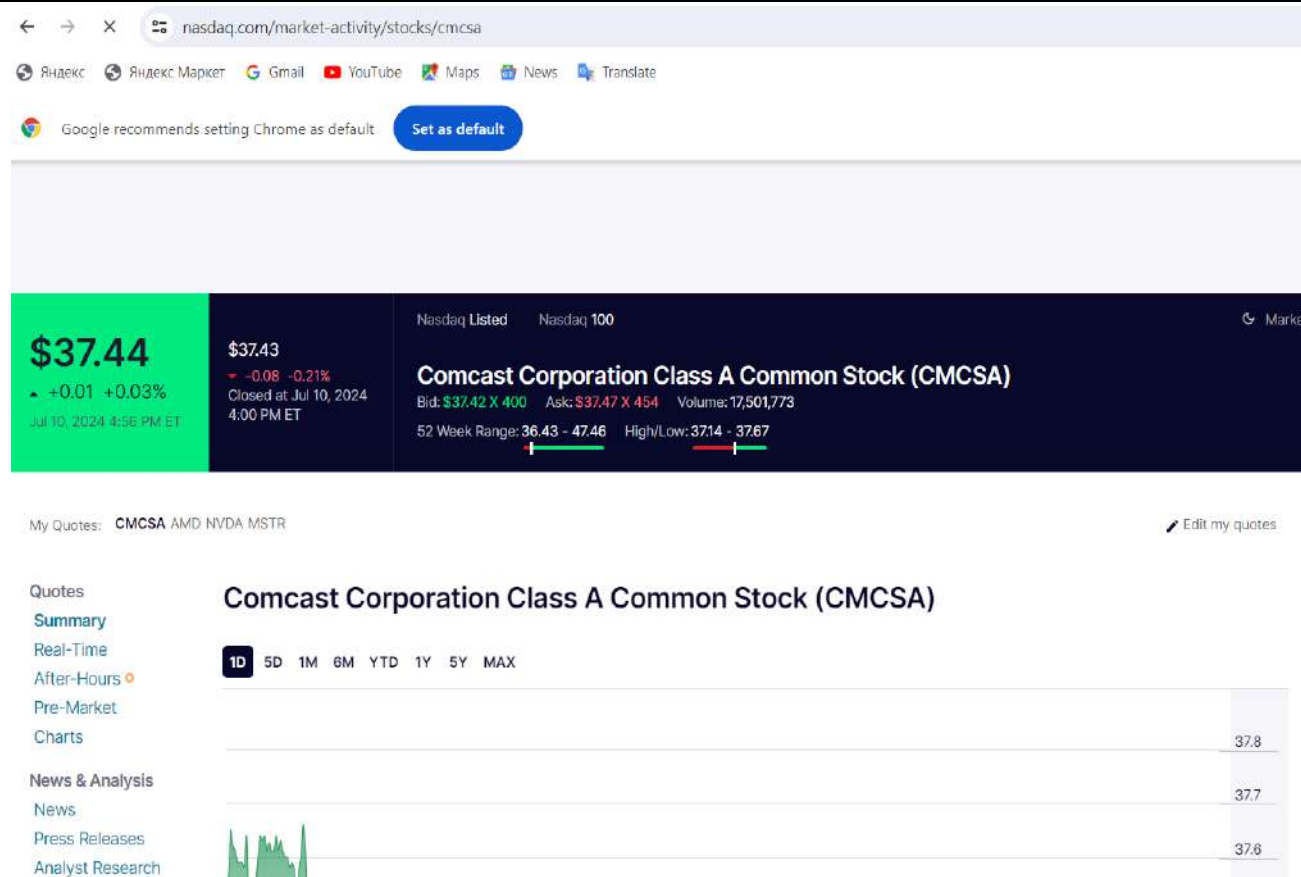 nasdaq.com/market-activity/stocks/cmcsa
Яндекс Яндекс Маркет Gmail YouTube Maps News Translate
Google recommends setting Chrome as default Set as default
$37.44
+0.01 +0.03%
Jul 10, 2024 4:56 PM ET
$37.43
-0.08 -0.21%
Closed at Jul 10, 2024
4:00 PM ET
Nasdaq Listed Nasdaq 100
Marke
Comcast Corporation Class A Common Stock (CMCSA)
Bid: $37.42 X 400 Ask: $37.47 X 454 Volume: 17,501,773
52 Week Range: 36.43 - 47.46 High/Low: 37.14 - 37.67
My Quotes: CMCSA AMD NVDA MSTR
Edit my quotes
Quotes
Summary
Real-Time
After-Hours
Pre-Market
Charts
News & Analysis
News
Press Releases
Analyst Research
Comcast Corporation Class A Common Stock (CMCSA)
1D 5D 1M 6M YTD 1Y 5Y MAX
37.8
37.7
37.6